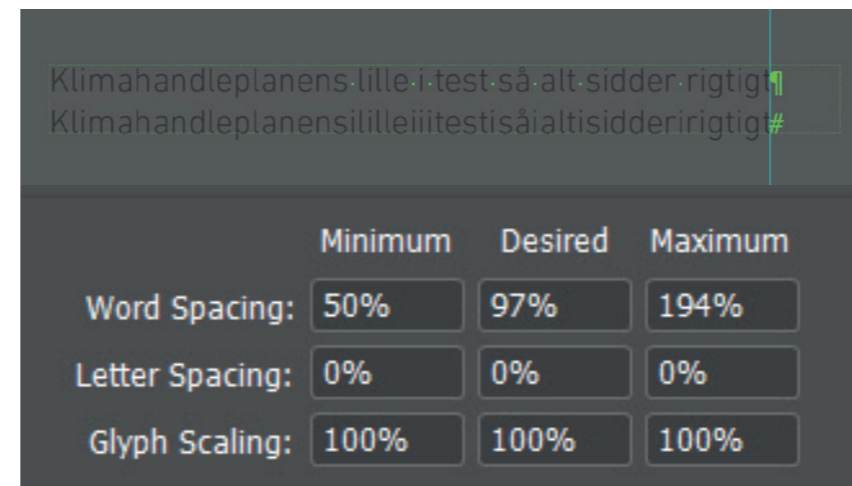 Klimahandleplanens·lille·i·test·så·alt·sidder·rigtigt¶
Klimahandleplanensililleiiitestisåialtisidderirigtigt#
Minimum Desired Maximum
Word Spacing: 50% 97% 194%
Letter Spacing: 0% 0% 0%
Glyph Scaling: 100% 100% 100%